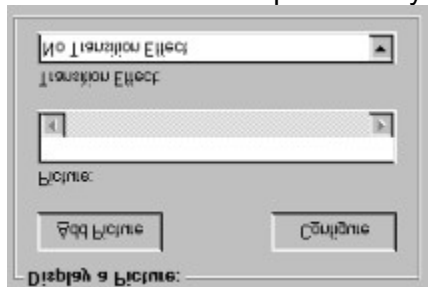 Display a Picture:
Add Picture Configure
Picture:
Transition Effect
No Transition Effect